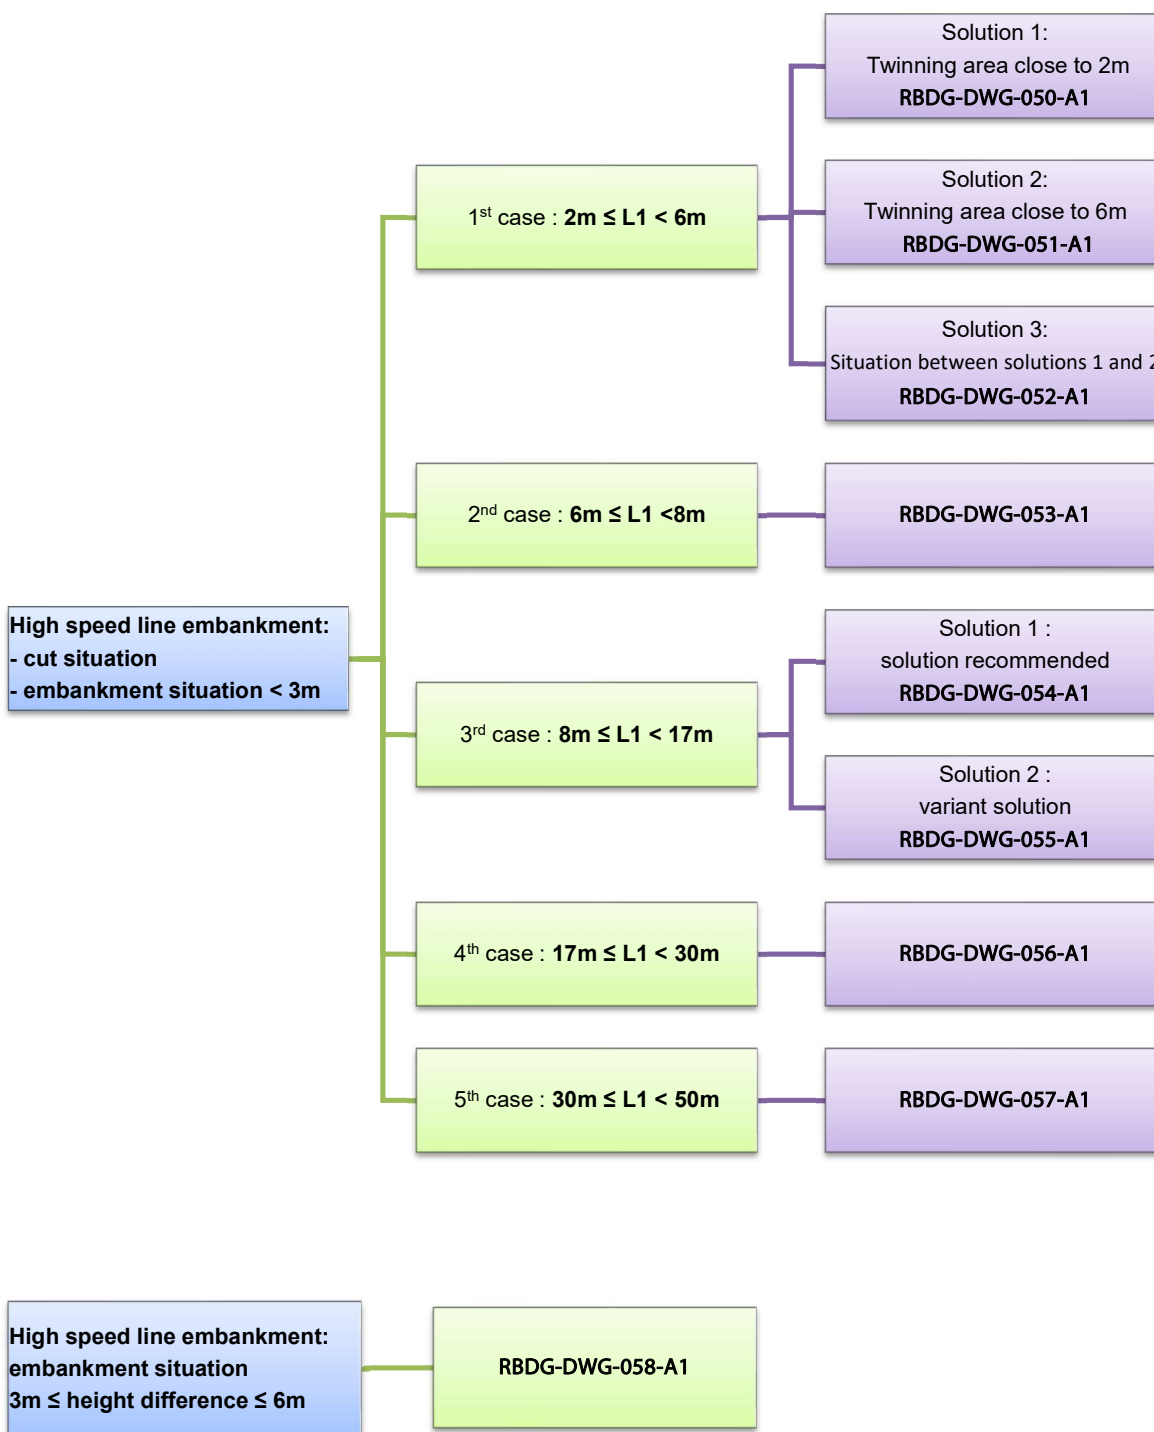 Solution 1:
Twinning area close to 2m
RBDG-DWG-050-A1
1st case : 2m ≤ L1 < 6m
Solution 2:
Twinning area close to 6m
RBDG-DWG-051-A1
Solution 3:
Situation between solutions 1 and 2
RBDG-DWG-052-A1
2nd case : 6m ≤ L1 <8m
RBDG-DWG-053-A1
High speed line embankment:
- cut situation
- embankment situation < 3m
Solution 1 :
solution recommended
RBDG-DWG-054-A1
3rd case : 8m ≤ L1 < 17m
Solution 2 :
variant solution
RBDG-DWG-055-A1
4th case : 17m ≤ L1 < 30m
RBDG-DWG-056-A1
5th case : 30m ≤ L1 < 50m
RBDG-DWG-057-A1
High speed line embankment:
embankment situation
3m ≤ height difference ≤ 6m
RBDG-DWG-058-A1